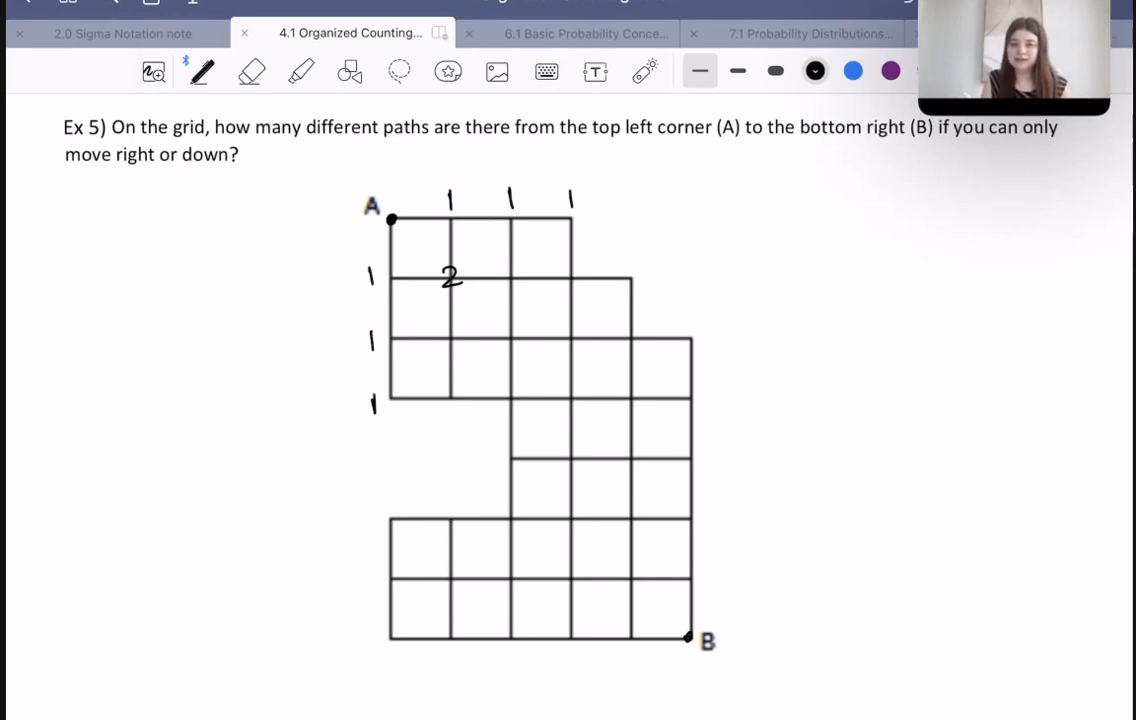 2.0 Sigma Notation note
4.1 Organized Counting...
6.1 Basic Probability Conce...
7.1 Probability Distributions...
T
Ex 5) On the grid, how many different paths are there from the top left corner (A) to the bottom right (B) if you can only
move right or down?
1 1 1
A
1 2
1
1
B